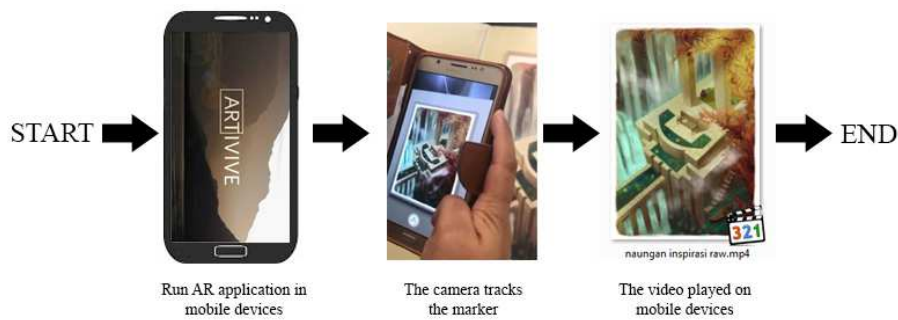 START
ARTIVIVE
END
321
naungan inspirasi raw.mp4
Run AR application in
mobile devices
The camera tracks
the marker
The video played on
mobile devices